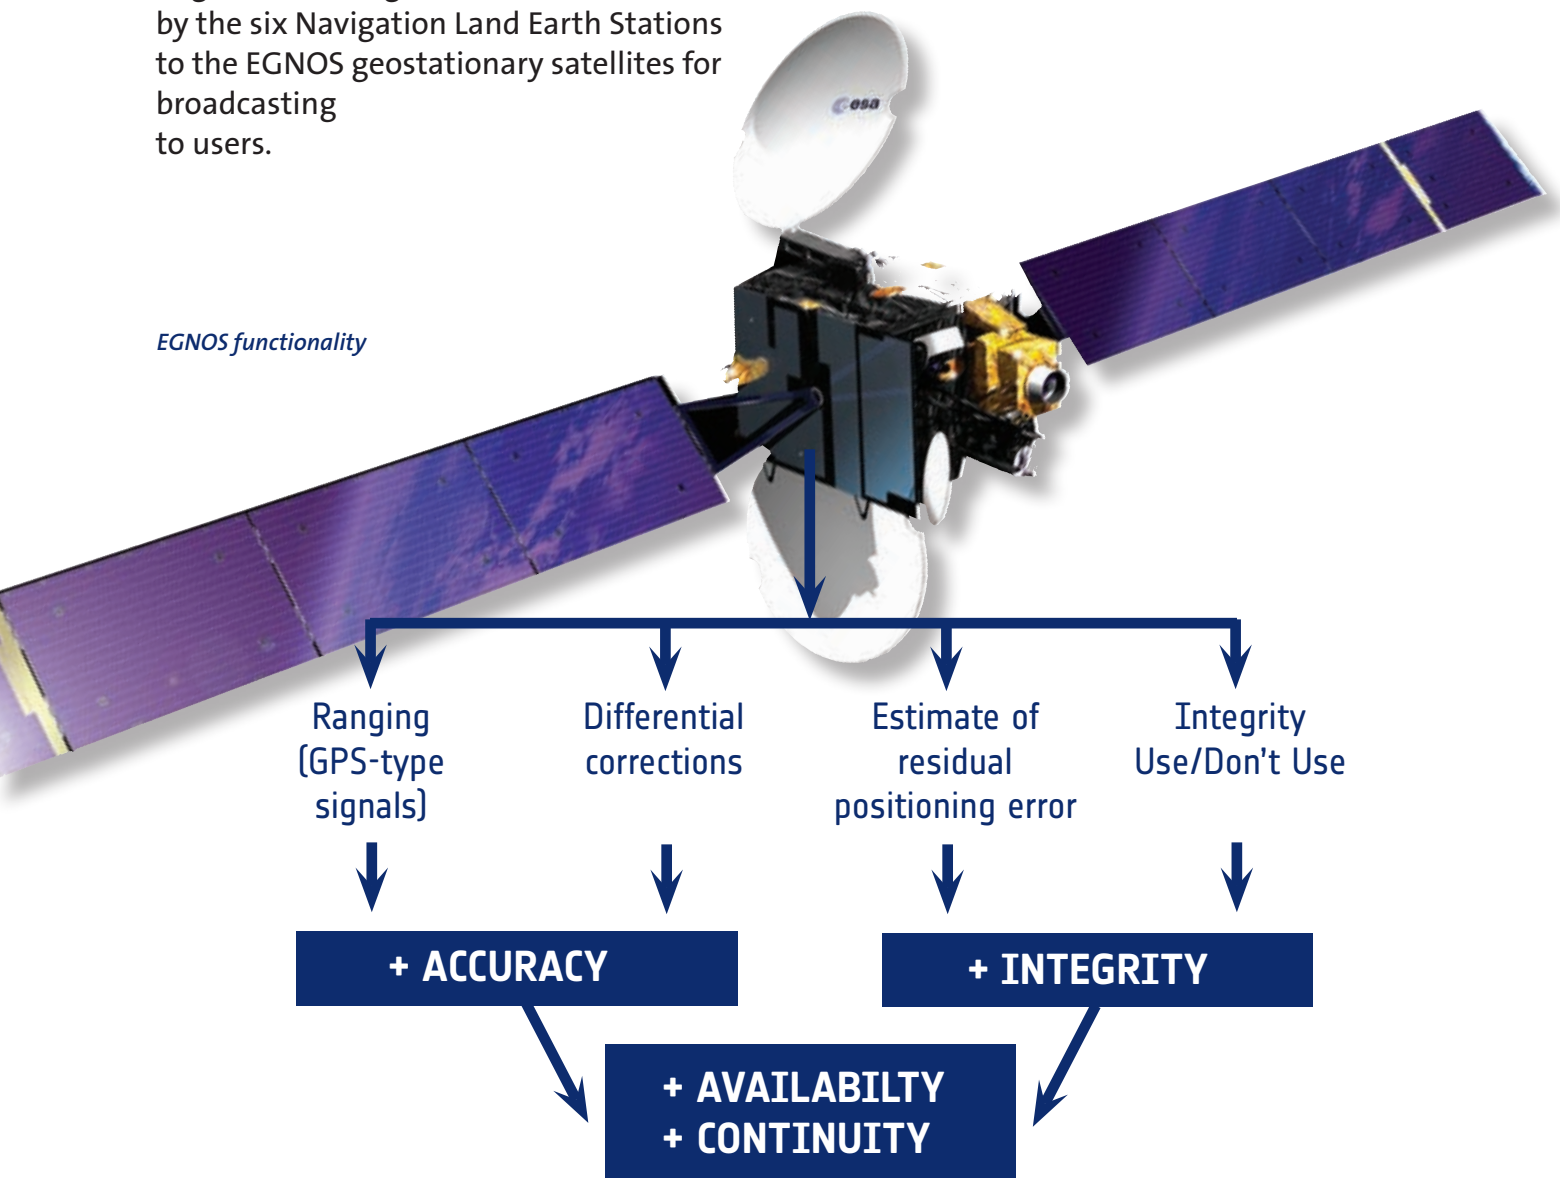 by the six Navigation Land Earth Stations
to the EGNOS geostationary satellites for
broadcasting
to users.
esa
EGNOS functionality
Ranging
(GPS-type
signals)
Differential
corrections
Estimate of
residual
positioning error
Integrity
Use/Don't Use
+ ACCURACY
+ INTEGRITY
+ AVAILABILTY
+ CONTINUITY